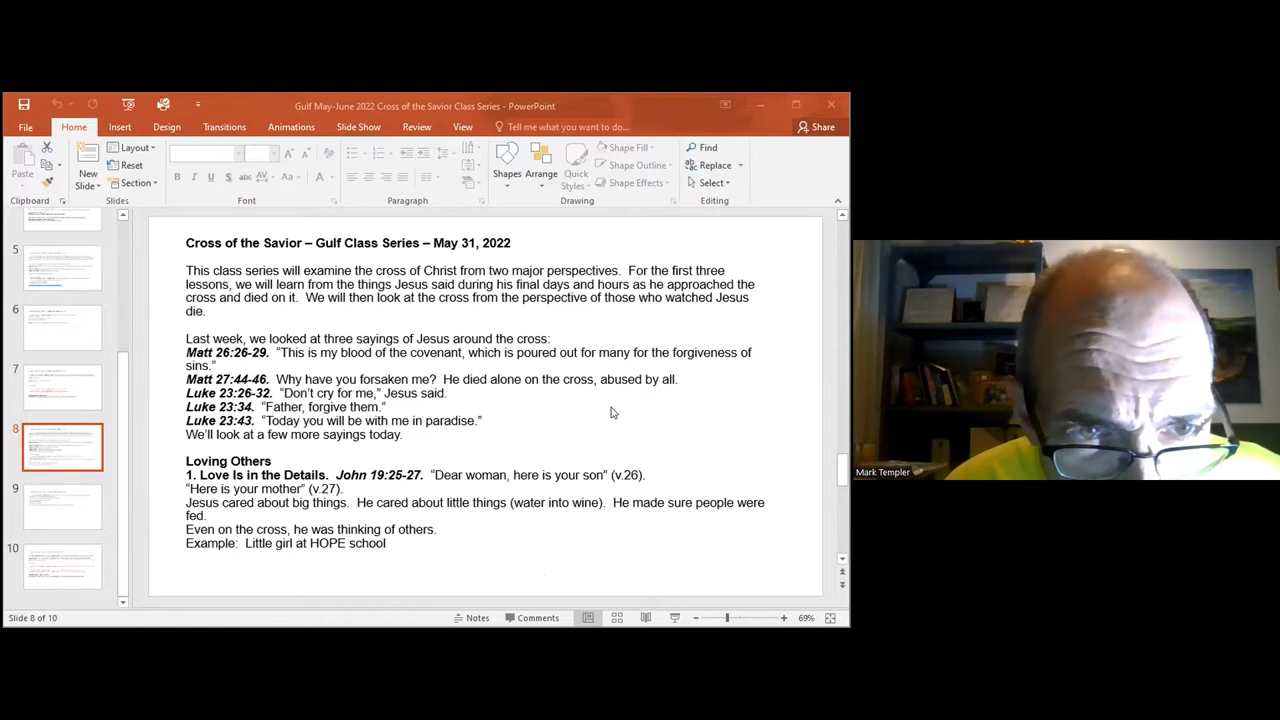 Gulf May-June 2022 Cross of the Savior Class Series - PowerPoint
File Home Insert Design Transitions Animations Slide Show Review View Tell me what you want to do... Share
Paste
New
Slide
Layout
Reset
Section
B I U S abc AV Aa A
Shapes
Arrange
Quick
Styles
Shape Fill
Shape Outline
Shape Effects
Find
Replace
Select
Clipboard Slides Font Paragraph Drawing Editing
5
6
7
8
9
10
Cross of the Savior – Gulf Class Series – May 31, 2022
This class series will examine the cross of Christ from two major perspectives. For the first three
lessons, we will learn from the things Jesus said during his final days and hours as he approached the
cross and died on it. We will then look at the cross from the perspective of those who watched Jesus
die.
Last week, we looked at three sayings of Jesus around the cross:
Matt 26:26-29. “This is my blood of the covenant, which is poured out for many for the forgiveness of
sins.”
Matt 27:44-46. Why have you forsaken me? He died alone on the cross, abused by all.
Luke 23:26-32. “Don’t cry for me,” Jesus said.
Luke 23:34. “Father, forgive them.”
Luke 23:43. “Today you will be with me in paradise.”
We’ll look at a few more sayings today.
Loving Others
1, Love Is in the Details. John 19:25-27. “Dear woman, here is your son” (v.26).
“Here is your mother” (v.27).
Jesus cared about big things. He cared about little things (water into wine). He made sure people were
fed.
Even on the cross, he was thinking of others.
Example: Little girl at HOPE school
Slide 8 of 10
Notes Comments 69%
Mark Templer